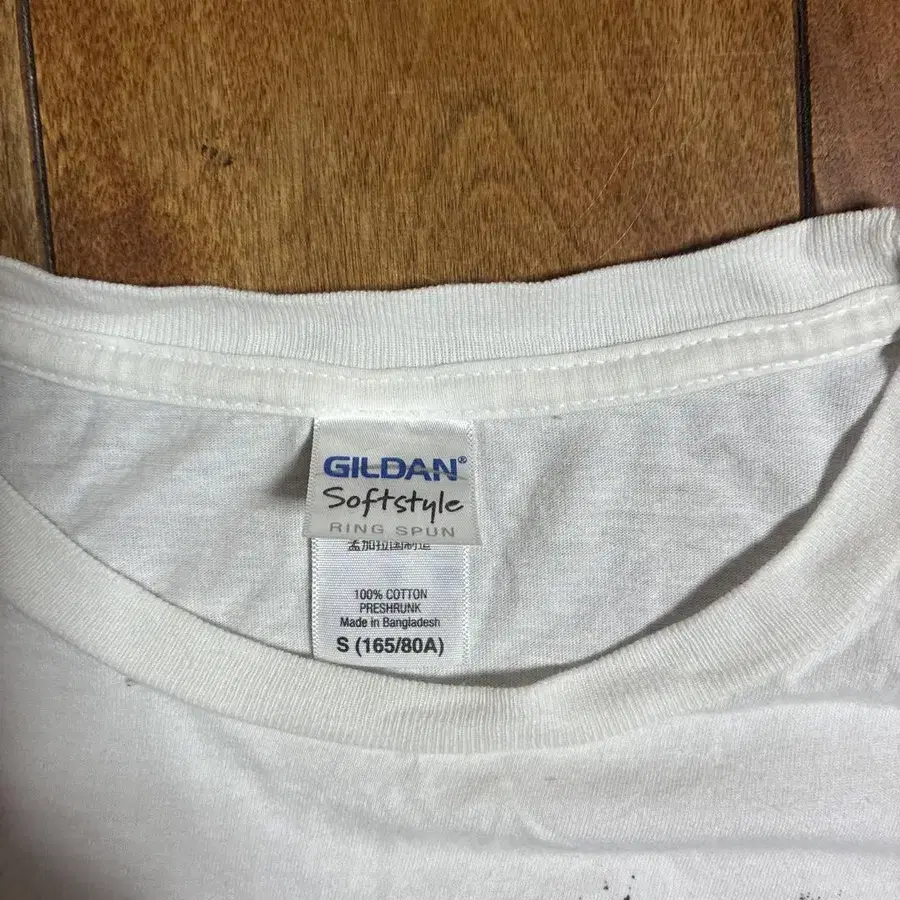 GILDAN®
Softstyle
RING SPUN
孟加拉国制造
100% COTTON
PRESHRUNK
Made in Bangladesh
S (165/80A)